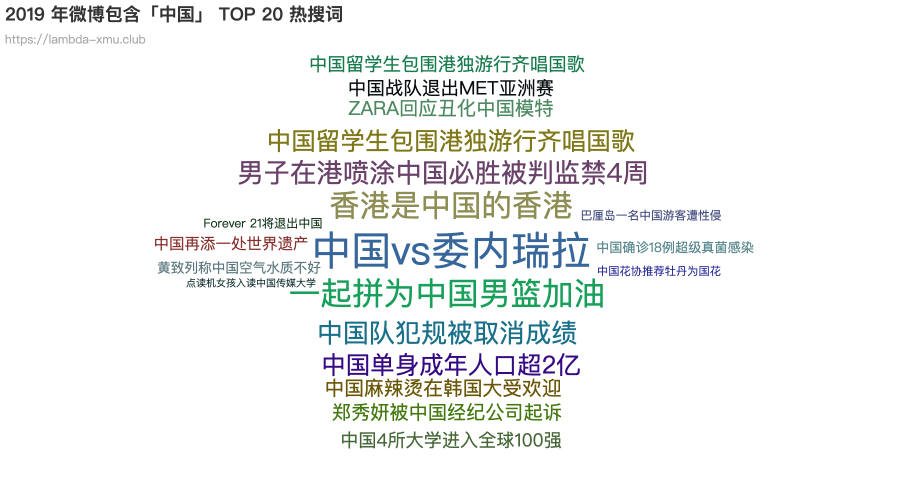 2019 年微博包含「中国」 TOP 20 热搜词
https://lambda-xmu.club
中国留学生包围港独游行齐唱国歌
中国战队退出MET亚洲赛
ZARA回应丑化中国模特
中国留学生包围港独游行齐唱国歌
男子在港喷涂中国必胜被判监禁4周
香港是中国的香港
巴厘岛一名中国游客遭性侵
Forever 21将退出中国
中国再添一处世界遗产
中国vs委内瑞拉
中国确诊18例超级真菌感染
黄致列称中国空气水质不好
中国花协推荐牡丹为国花
点读机女孩入读中国传媒大学
一起拼为中国男篮加油
中国队犯规被取消成绩
中国单身成年人口超2亿
中国麻辣烫在韩国大受欢迎
郑秀妍被中国经纪公司起诉
中国4所大学进入全球100强